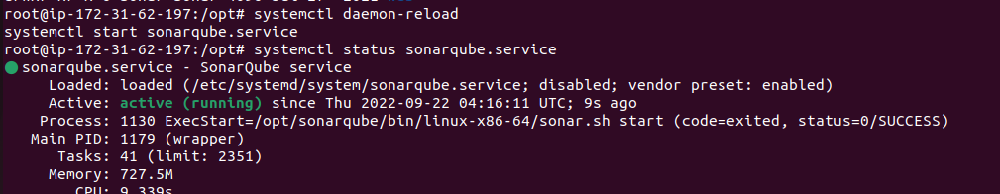 root@ip-172-31-62-197:/opt# systemctl daemon-reload
systemctl start sonarqube.service
root@ip-172-31-62-197:/opt# systemctl status sonarqube.service
● sonarqube.service - SonarQube service
Loaded: loaded (/etc/systemd/system/sonarqube.service; disabled; vendor preset: enabled)
Active: active (running) since Thu 2022-09-22 04:16:11 UTC; 9s ago
Process: 1130 ExecStart=/opt/sonarqube/bin/linux-x86-64/sonar.sh start (code=exited, status=0/SUCCESS)
Main PID: 1179 (wrapper)
Tasks: 41 (limit: 2351)
Memory: 727.5M
CPU: 9.339s